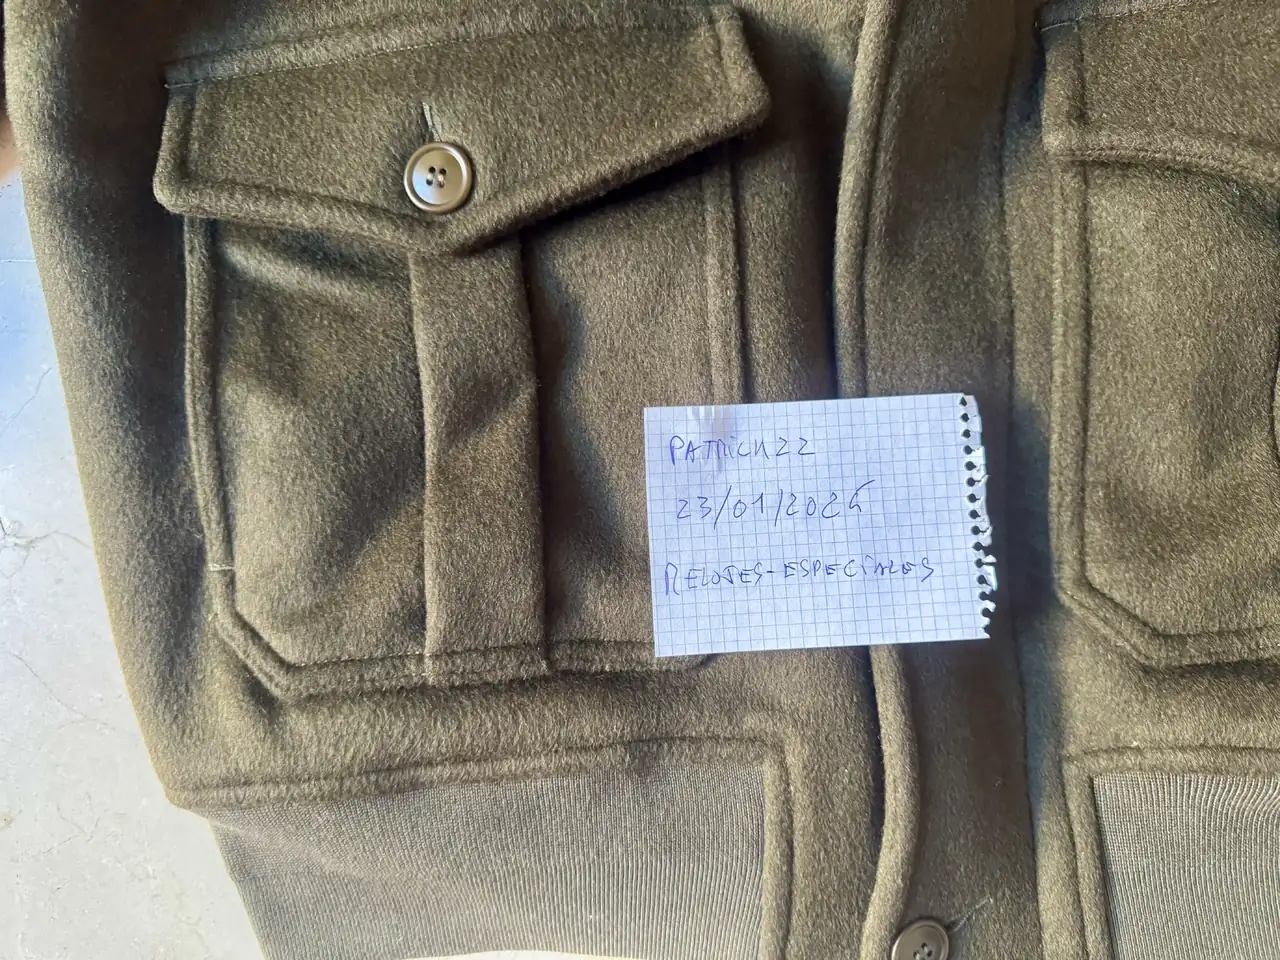 PATRICK22
23/01/2026
RELOJES-ESPECIALES